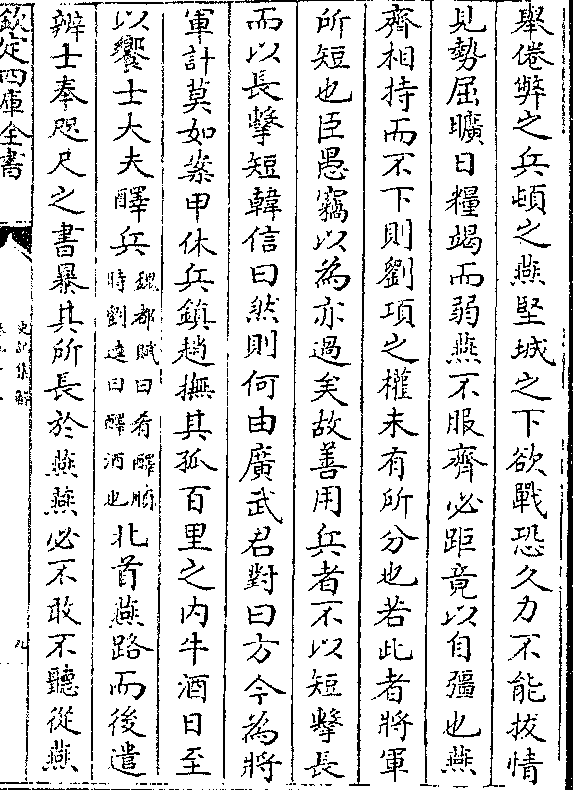 舉倦弊之兵頓之燕堅城之下欲戰恐久力不能拔情
見勢屈曠日糧竭而弱燕不服齊必距竟以自彊也燕
齊相持而不下則劉項之權未有所分也若此者將軍
所短也臣愚竊以為亦過矣故善用兵者不以短擊長
而以長擊短韓信曰然則何由廣武君對曰方今為將
軍計莫如案甲休兵鎮趙撫其孤百里之內牛酒日至
以饗士大夫醳兵魏都賦曰肴醳順時劉逵曰醳酒也北首燕路而後遣
辨士奉咫尺之書暴其所長於燕燕必不敢不聽從燕
欽定四庫全書
史記集解
九